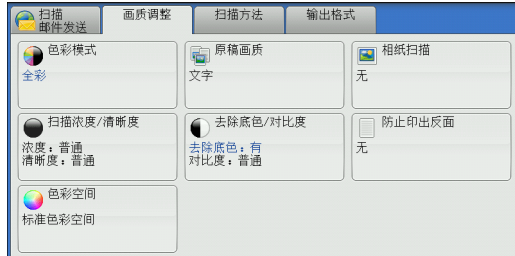 扫描
邮件发送
画质调整
扫描方法
输出格式
色彩模式
全彩
原稿画质
文字
相纸扫描
无
扫描浓度/清晰度
浓度：普通
清晰度：普通
去除底色/对比度
去除底色：有
对比度：普通
防止印出反面
无
色彩空间
标准色彩空间